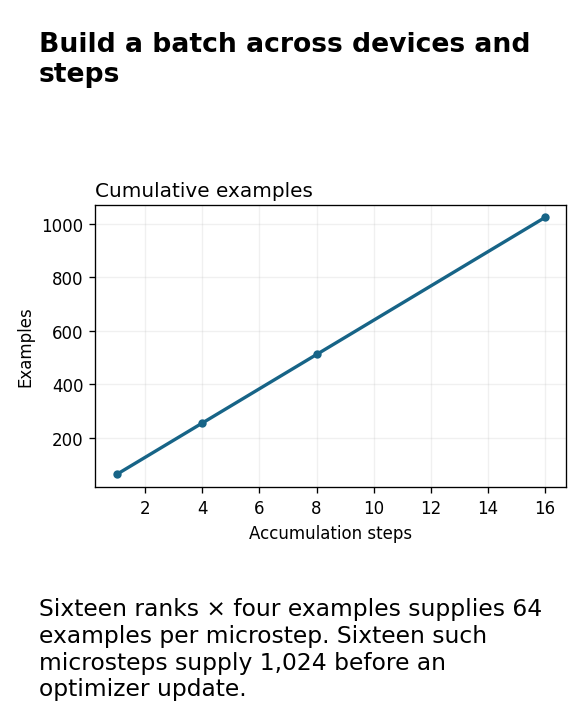 Build a batch across devices and
steps
Cumulative examples
1000
800
600
400
200
Examples
2 4 6 8 10 12 14 16
Accumulation steps
Sixteen ranks × four examples supplies 64
examples per microstep. Sixteen such
microsteps supply 1,024 before an
optimizer update.